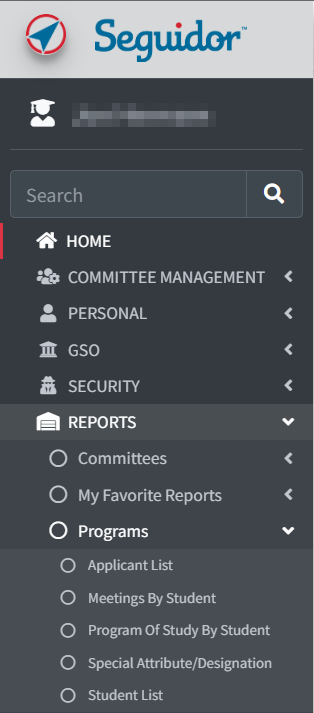 Seguidor™
Search
HOME
COMMITTEE MANAGEMENT
PERSONAL
GSO
SECURITY
REPORTS
Committees
My Favorite Reports
Programs
Applicant List
Meetings By Student
Program Of Study By Student
Special Attribute/Designation
Student List